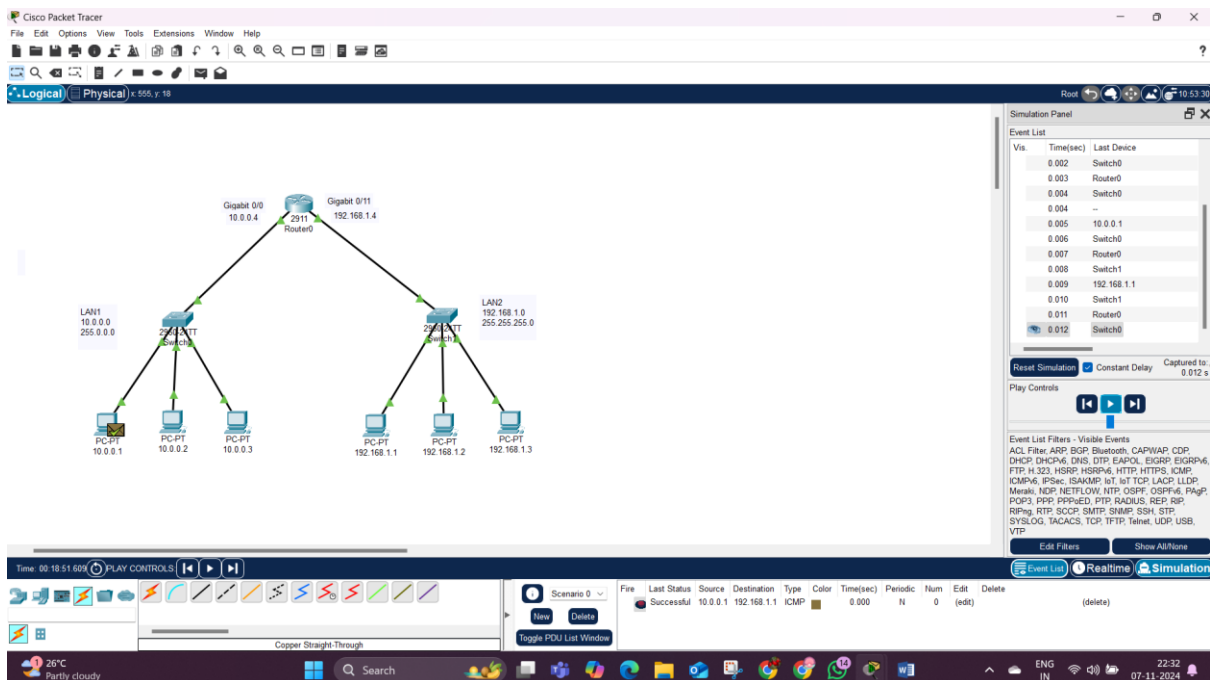 Cisco Packet Tracer
File Edit Options View Tools Extensions Window Help
?
Logical Physical x: 555, y: 18 Root 10:53:30
Simulation Panel
Event List
Vis. Time(sec) Last Device
0.002 Switch0
0.003 Router0
0.004 Switch0
0.004 --
0.005 10.0.0.1
0.006 Switch0
0.007 Router0
0.008 Switch1
0.009 192.168.1.1
0.010 Switch1
0.011 Router0
0.012 Switch0
Reset Simulation Constant Delay Captured to:
0.012 s
Play Controls
Event List Filters - Visible Events
ACL Filter, ARP, BGP, Bluetooth, CAPWAP, CDP,
DHCP, DHCPv6, DNS, DTP, EAPOL, EIGRP, EIGRPv6,
FTP, H.323, HSRP, HSRPv6, HTTP, HTTPS, ICMP,
ICMPv6, IPSec, ISAKMP, IoT, IoT TCP, LACP, LLDP,
Meraki, NDP, NETFLOW, NTP, OSPF, OSPFv6, PAgP,
POP3, PPP, PPPoED, PTP, RADIUS, REP, RIP,
RIPng, RTP, SCCP, SMTP, SNMP, SSH, STP,
SYSLOG, TACACS, TCP, TFTP, Telnet, UDP, USB,
VTP
Edit Filters Show All/None
Event List Realtime Simulation
Gigabit 0/0
10.0.0.4
Gigabit 0/11
192.168.1.4
2911
Router0
LAN1
10.0.0.0
255.0.0.0
2950-24TT
LAN2
192.168.1.0
255.255.255.0
2950-24TT
PC-PT
10.0.0.1
PC-PT
10.0.0.2
PC-PT
10.0.0.3
PC-PT
192.168.1.1
PC-PT
192.168.1.2
PC-PT
192.168.1.3
Time: 00:18:51.609 PLAY CONTROLS:
Copper Straight-Through
Scenario 0
New Delete
Toggle PDU List Window
Fire Last Status Source Destination Type Color Time(sec) Periodic Num Edit Delete
Successful 10.0.0.1 192.168.1.1 ICMP 0.000 N 0 (edit) (delete)
1
26°C
Partly cloudy
Search
14
ENG
IN
22:32
07-11-2024